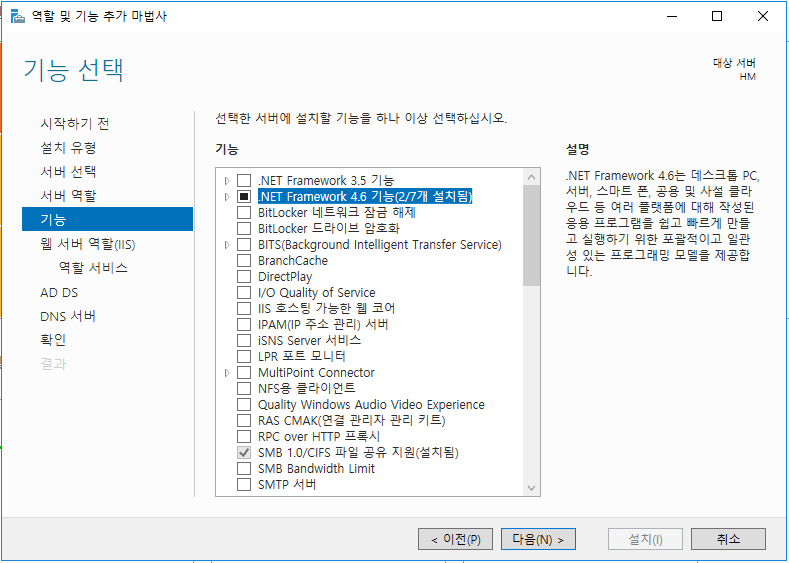 역할 및 기능 추가 마법사
기능 선택
대상 서버
HM
시작하기 전
설치 유형
서버 선택
서버 역할
기능
웹 서버 역할(IIS)
역할 서비스
AD DS
DNS 서버
확인
결과
선택한 서버에 설치할 기능을 하나 이상 선택하십시오.
기능
.NET Framework 3.5 기능
.NET Framework 4.6 기능(2/7개 설치됨)
BitLocker 네트워크 잠금 해제
BitLocker 드라이브 암호화
BITS(Background Intelligent Transfer Service)
BranchCache
DirectPlay
I/O Quality of Service
IIS 호스팅 가능한 웹 코어
IPAM(IP 주소 관리) 서버
iSNS Server 서비스
LPR 포트 모니터
MultiPoint Connector
NFS용 클라이언트
Quality Windows Audio Video Experience
RAS CMAK(연결 관리자 관리 키트)
RPC over HTTP 프록시
SMB 1.0/CIFS 파일 공유 지원(설치됨)
SMB Bandwidth Limit
SMTP 서버
설명
.NET Framework 4.6는 데스크톱 PC,
서버, 스마트 폰, 공용 및 사설 클라
우드 등 여러 플랫폼에 대해 작성된
응용 프로그램을 쉽고 빠르게 만들
고 실행하기 위한 포괄적이고 일관
성 있는 프로그래밍 모델을 제공합
니다.
< 이전(P)
다음(N) >
설치(I)
취소